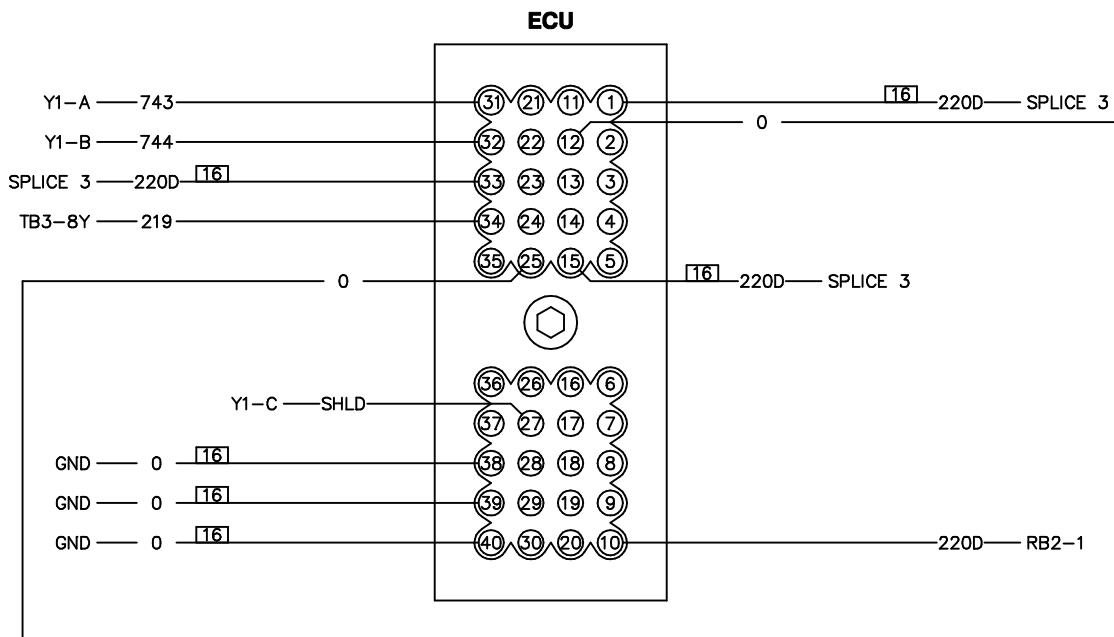 ECU
Y1-A 743 31 21 11 1 16 220D SPLICE 3
0
Y1-B 744 32 22 12 2
SPLICE 3 220D 16 33 23 13 3
TB3-8Y 219 34 24 14 4
35 25 15 5
0 16 220D SPLICE 3
36 26 16 6
Y1-C SHLD
37 27 17 7
GND 0 16 38 28 18 8
GND 0 16 39 29 19 9
GND 0 16 40 30 20 10 220D RB2-1